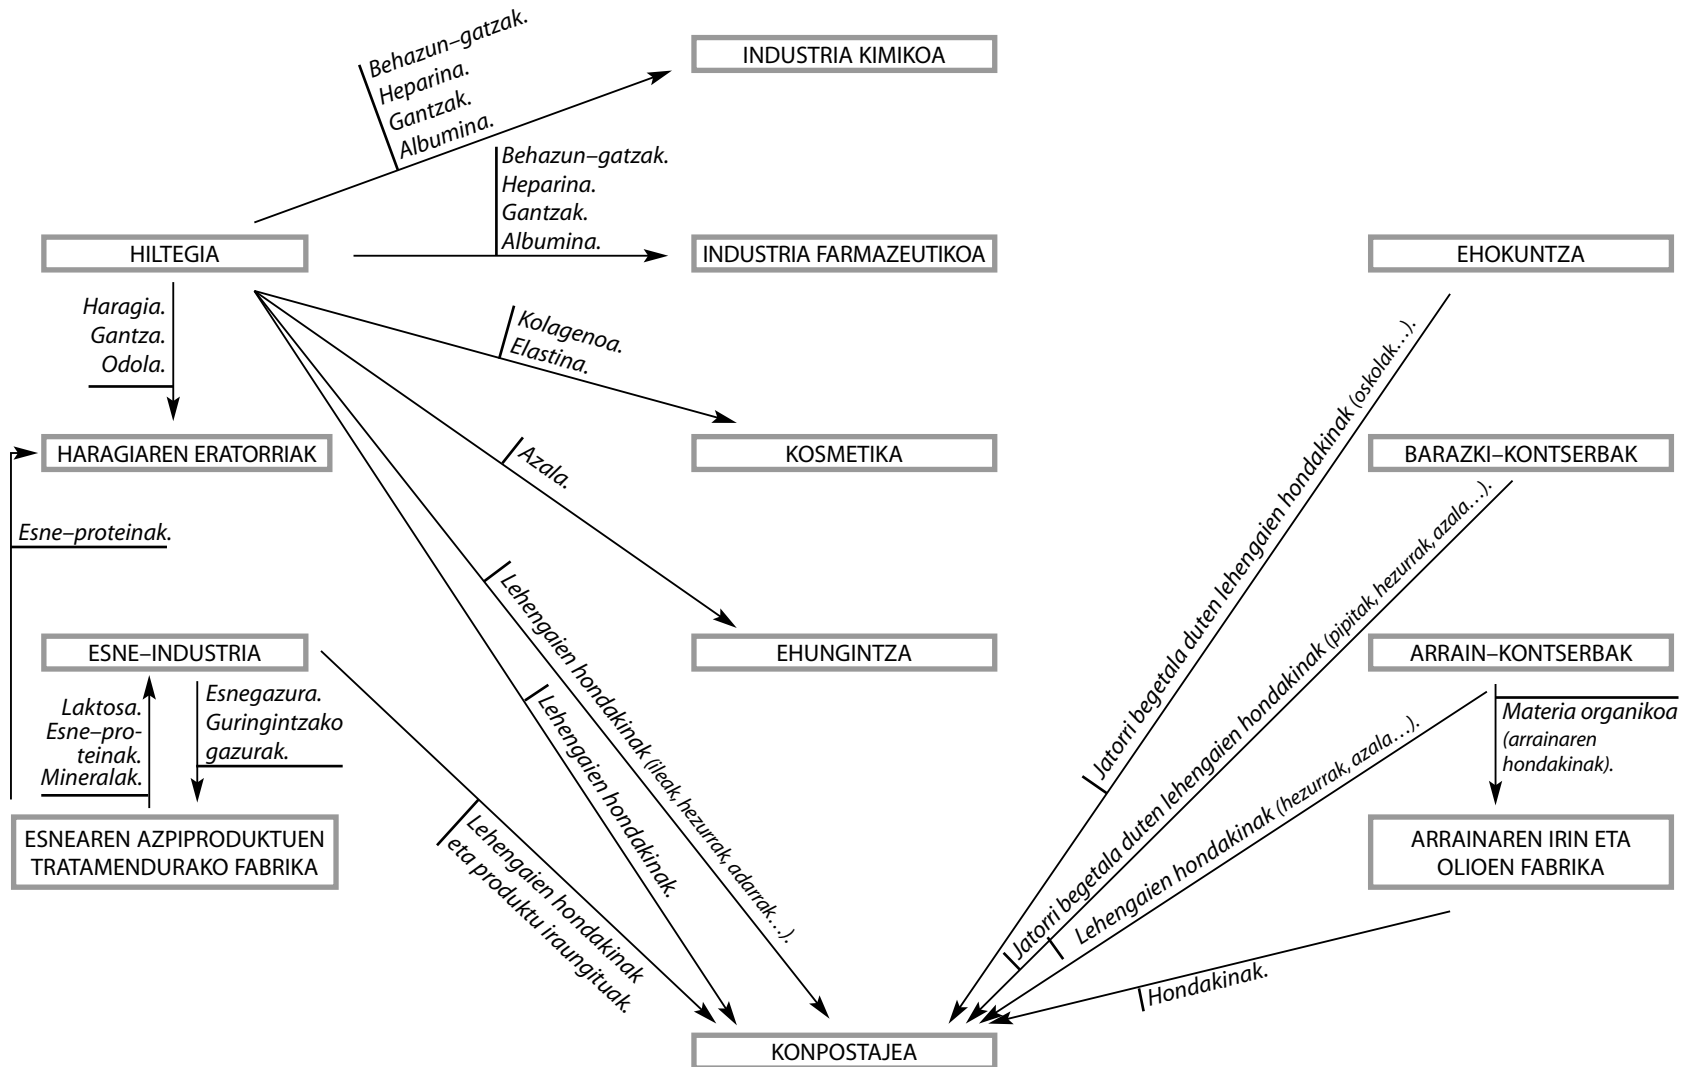 Behazun–gatzak.
Heparina.
Gantzak.
Albumina.
INDUSTRIA KIMIKOA
Behazun–gatzak.
Heparina.
Gantzak.
Albumina.
HILTEGIA
INDUSTRIA FARMAZEUTIKOA
EHOKUNTZA
Haragia.
Gantza.
Odola.
Kolagenoa.
Elastina.
HARAGIAREN ERATORRIAK
Azala.
KOSMETIKA
BARAZKI–KONTSERBAK
Esne–proteinak.
ESNE–INDUSTRIA
EHUNGINTZA
ARRAIN–KONTSERBAK
Laktosa.
Esne–pro-
teinak.
Mineralak.
Esnegazura.
Guringintzako
gazurak.
Lehengaien hondakinak (ileak, hezurrak, adarrak…).
Lehengaien hondakinak.
Lehengaien hondakinak
eta produktu iraungituak.
Jatorri begetala duten lehengaien hondakinak (oskolak…).
Jatorri begetala duten lehengaien hondakinak (pipitak, hezurrak, azala…).
Lehengaien hondakinak (hezurrak, azala…).
Materia organikoa
(arrainaren
hondakinak).
ESNEAREN AZPIPRODUKTUEN
TRATAMENDURAKO FABRIKA
ARRAINAREN IRIN ETA
OLIOEN FABRIKA
Hondakinak.
KONPOSTAJEA